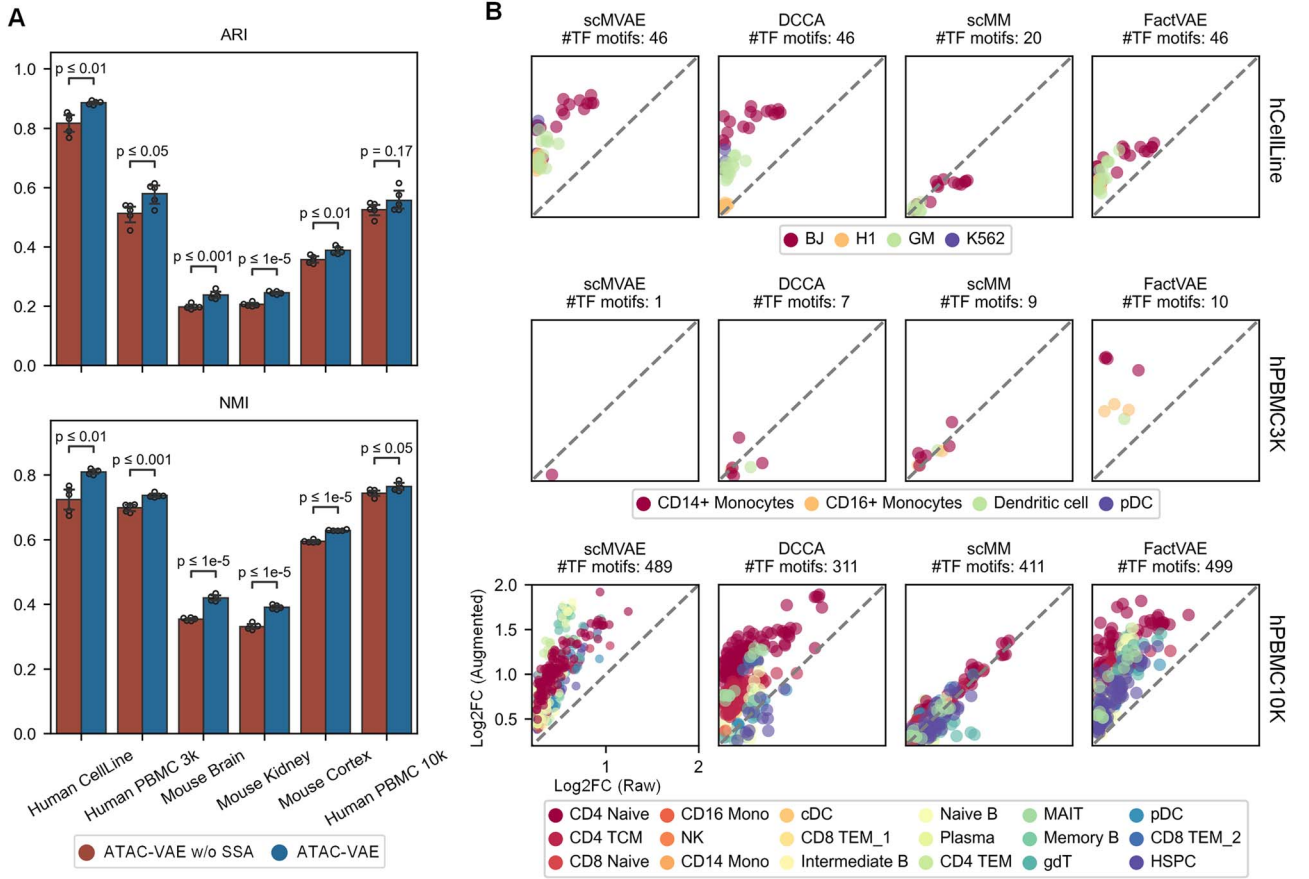 A
ARI
1.0
0.8
0.6
0.4
0.2
0.0
p ≤ 0.01
p ≤ 0.05
p ≤ 0.001
p ≤ 1e-5
p ≤ 0.01
p = 0.17
NMI
0.8
0.6
0.4
0.2
0.0
p ≤ 0.01
p ≤ 0.001
p ≤ 1e-5
p ≤ 1e-5
p ≤ 1e-5
p ≤ 0.05
Human CellLine
Human PBMC 3k
Mouse Brain
Mouse Kidney
Mouse Cortex
Human PBMC 10k
ATAC-VAE w/o SSA ATAC-VAE
B
scMVAE
#TF motifs: 46
DCCA
#TF motifs: 46
scMM
#TF motifs: 20
FactVAE
#TF motifs: 46
hCellLine
BJ H1 GM K562
scMVAE
#TF motifs: 1
DCCA
#TF motifs: 7
scMM
#TF motifs: 9
FactVAE
#TF motifs: 10
hPBMC3K
CD14+ Monocytes CD16+ Monocytes Dendritic cell pDC
scMVAE
#TF motifs: 489
DCCA
#TF motifs: 311
scMM
#TF motifs: 411
FactVAE
#TF motifs: 499
hPBMC10K
Log2FC (Augmented)
2.0
1.5
1.0
0.5
1 2
Log2FC (Raw)
CD4 Naive CD16 Mono cDC Naive B MAIT pDC
CD4 TCM NK CD8 TEM_1 Plasma Memory B CD8 TEM_2
CD8 Naive CD14 Mono Intermediate B CD4 TEM gdT HSPC